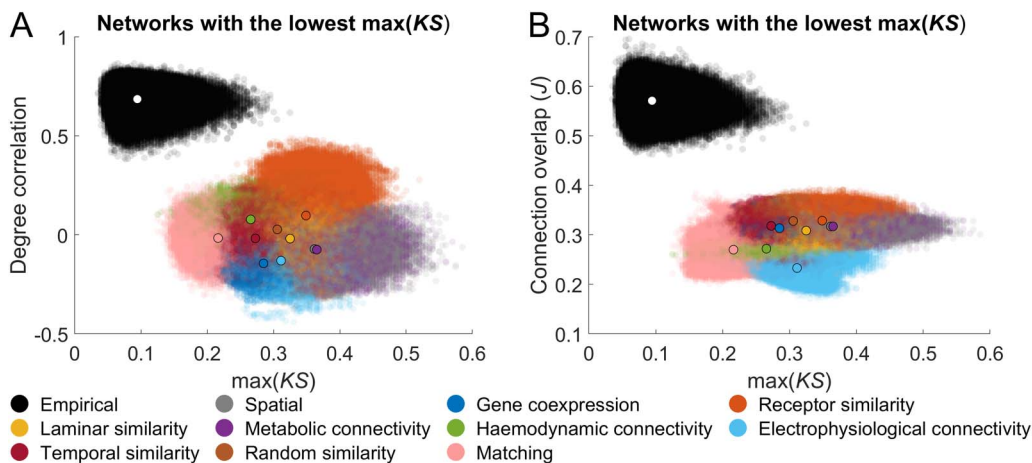 A
Networks with the lowest max(KS)
1
0.5
0
-0.5
Degree correlation
0
0.1
0.2
0.3
0.4
0.5
0.6
max(KS)
B
Networks with the lowest max(KS)
0.7
0.6
0.5
0.4
0.3
0.2
0.1
Connection overlap (J)
0
0.1
0.2
0.3
0.4
0.5
0.6
max(KS)
Empirical
Spatial
Gene coexpression
Receptor similarity
Laminar similarity
Metabolic connectivity
Haemodynamic connectivity
Electrophysiological connectivity
Temporal similarity
Random similarity
Matching